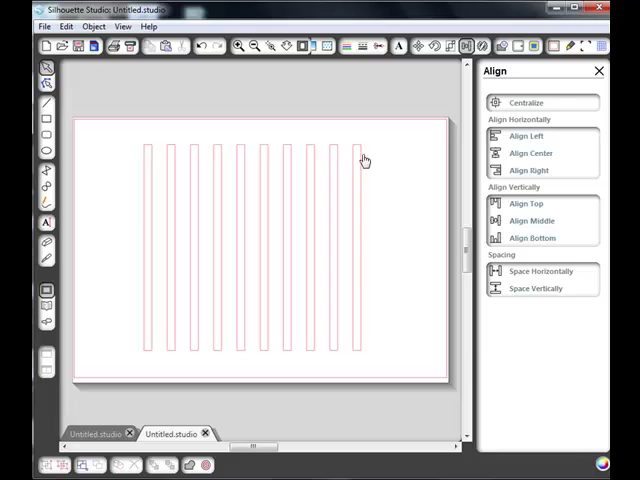 Silhouette Studio: Untitled.studio
File Edit Object View Help
Align
Centralize
Align Horizontally
Align Left
Align Center
Align Right
Align Vertically
Align Top
Align Middle
Align Bottom
Spacing
Space Horizontally
Space Vertically
Untitled.studio Untitled.studio